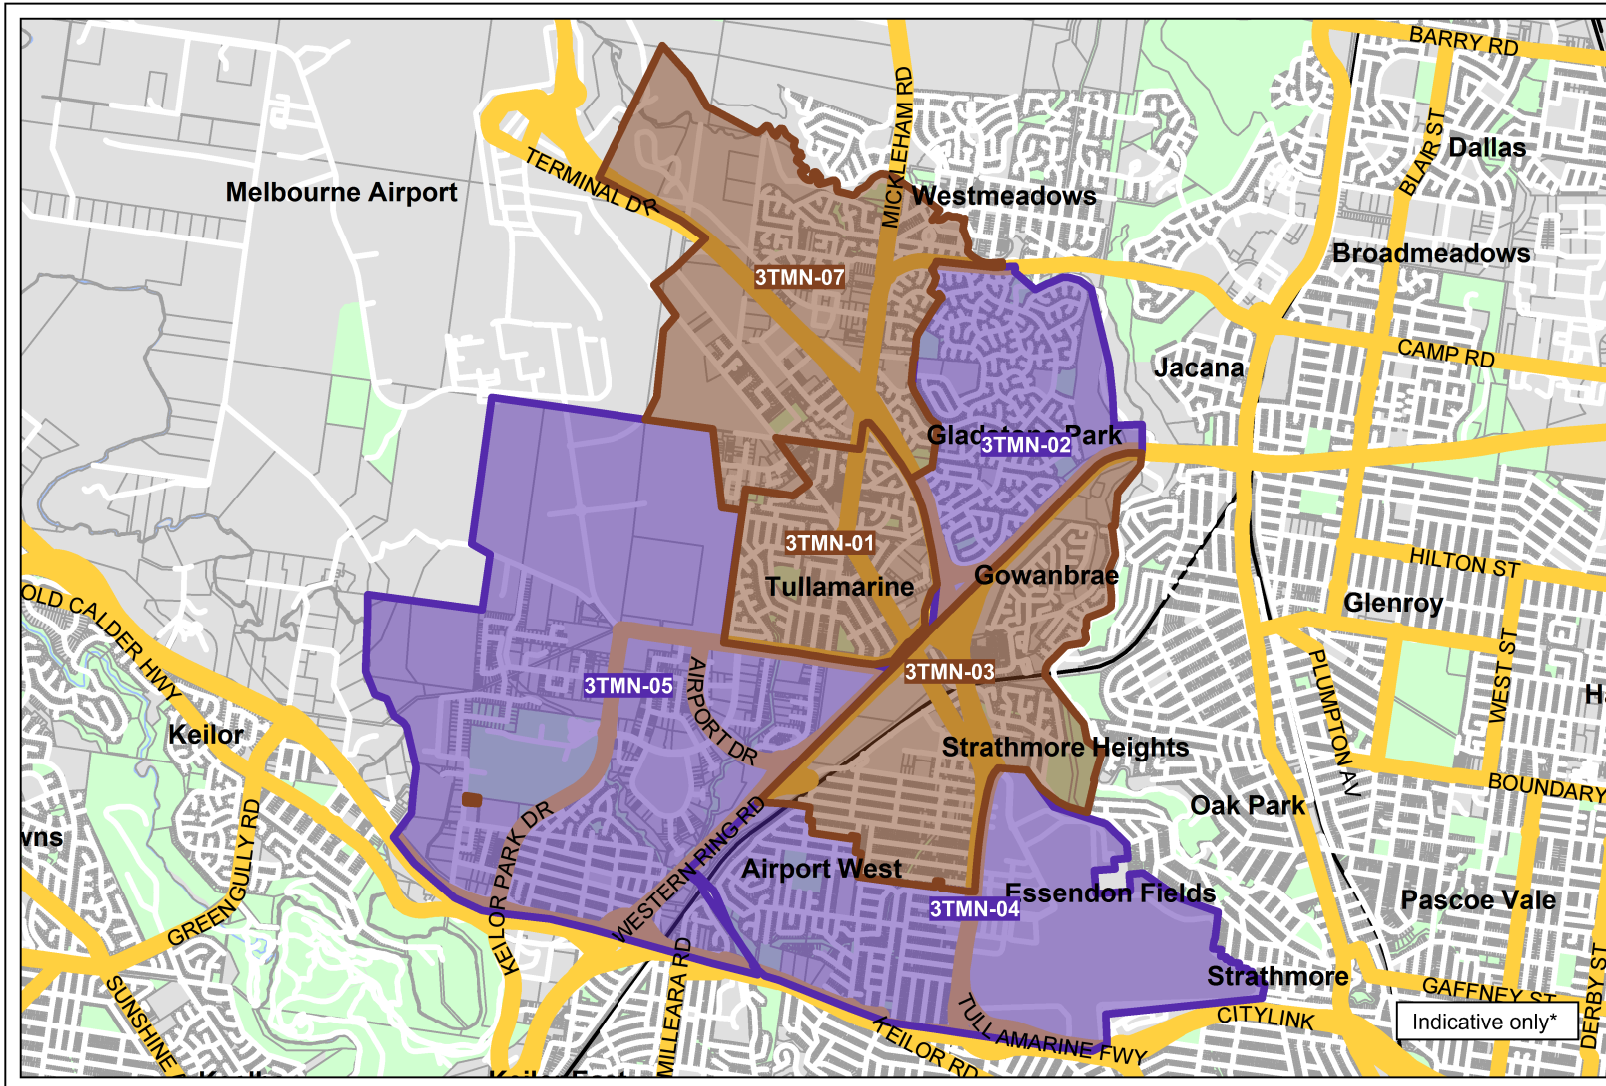 BARRY RD
MICKLEHAM RD
BLAIR ST
Dallas
TERMINAL DR
Melbourne Airport
Westmeadows
Broadmeadows
3TMN-07
CAMP RD
Jacana
Gladstone Park
3TMN-02
3TMN-01
HILTON ST
Gowanbrae
Tullamarine
OLD CALDER HWY
Glenroy
WEST ST
3TMN-03
3TMN-05
PLUMPTON AV
AIRPORT DR
Keilor
Strathmore Heights
BOUNDARY
Oak Park
GREENGULLY RD
KEILOR PARK DR
WESTERN RING RD
Airport West
Essendon Fields
3TMN-04
Pascoe Vale
MILLEARA RD
SUNSHINE
Strathmore
GAFFNEY ST
DERBY ST
TULLAMARINE FWY
CITYLINK
Indicative only*
KEILOR RD